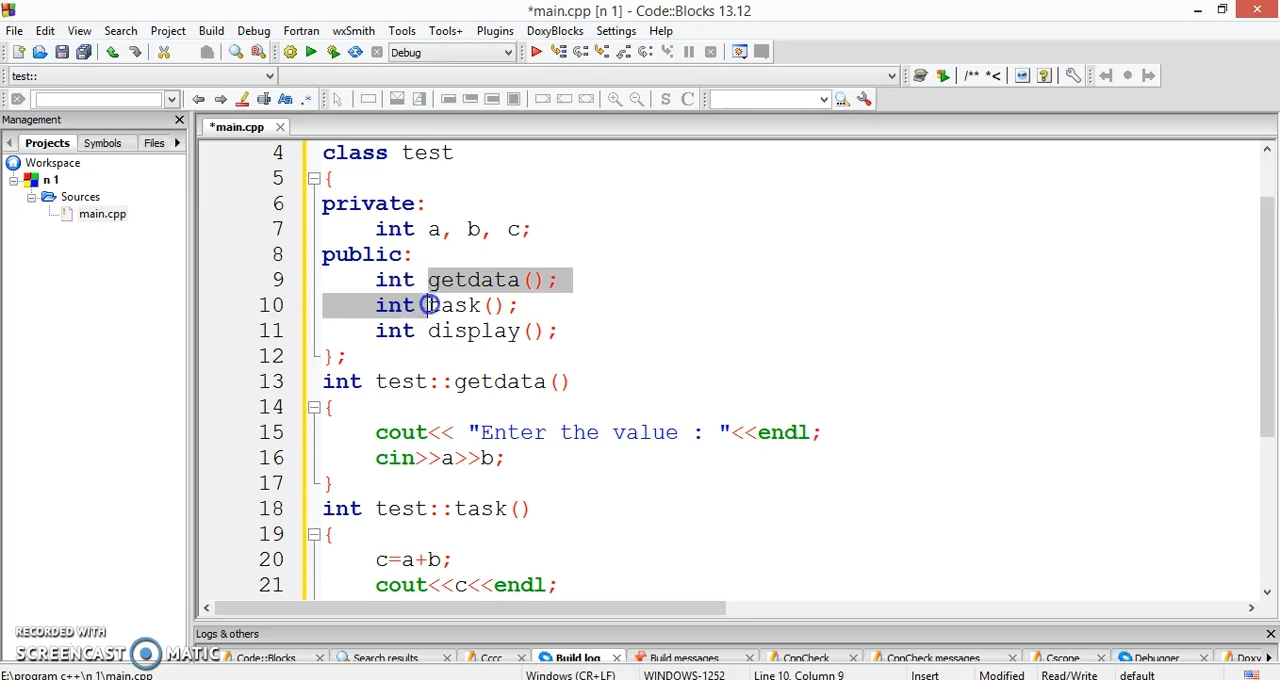 *main.cpp [n 1] - Code::Blocks 13.12
File Edit View Search Project Build Debug Fortran wxSmith Tools Tools+ Plugins DoxyBlocks Settings Help
Debug
test::
/** *<
S C
Management
*main.cpp
Projects Symbols Files
Workspace
n 1
Sources
main.cpp
4 class test
5 {
6 private:
7 int a, b, c;
8 public:
9 int getdata();
10 int task();
11 int display();
12 };
13 int test::getdata()
14 {
15 cout<< "Enter the value : "<<endl;
16 cin>>a>>b;
17 }
18 int test::task()
19 {
20 c=a+b;
21 cout<<c<<endl;
Logs & others
Code::Blocks Search results Cccc Build log Build messages CppCheck CppCheck messages Cscope Debugger Doxy
RECORDED WITH
SCREENCAST MATIC
E:\program c++\n 1\main.cpp Windows (CR+LF) WINDOWS-1252 Line 10, Column 9 Insert Modified Read/Write default